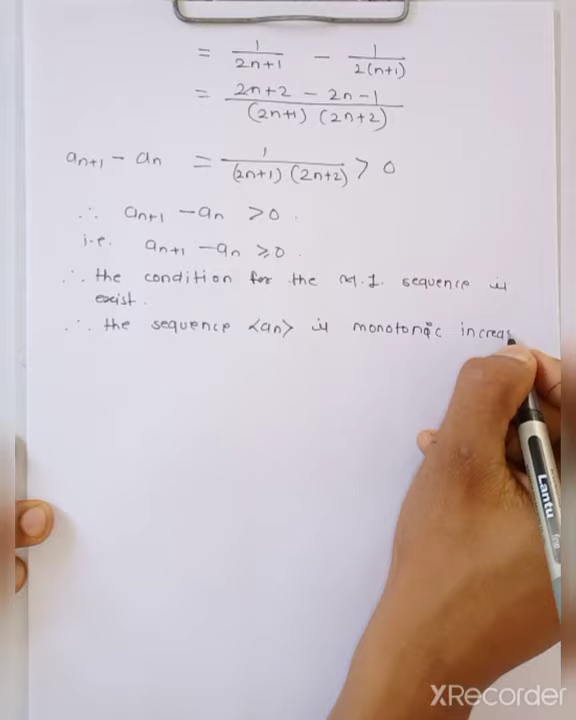 = 1/(2n+1) - 1/(2(n+1))
= (2n+2 - 2n - 1)/((2n+1) (2n+2))
aₙ₊₁ - aₙ = 1/((2n+1) (2n+2)) > 0
∴ aₙ₊₁ - aₙ > 0.
i.e. aₙ₊₁ - aₙ ≥ 0.
∴ the condition for the M.I. sequence is
exist.
∴ the sequence <an> is monotonic increas
Lantu
fine
XRecorder